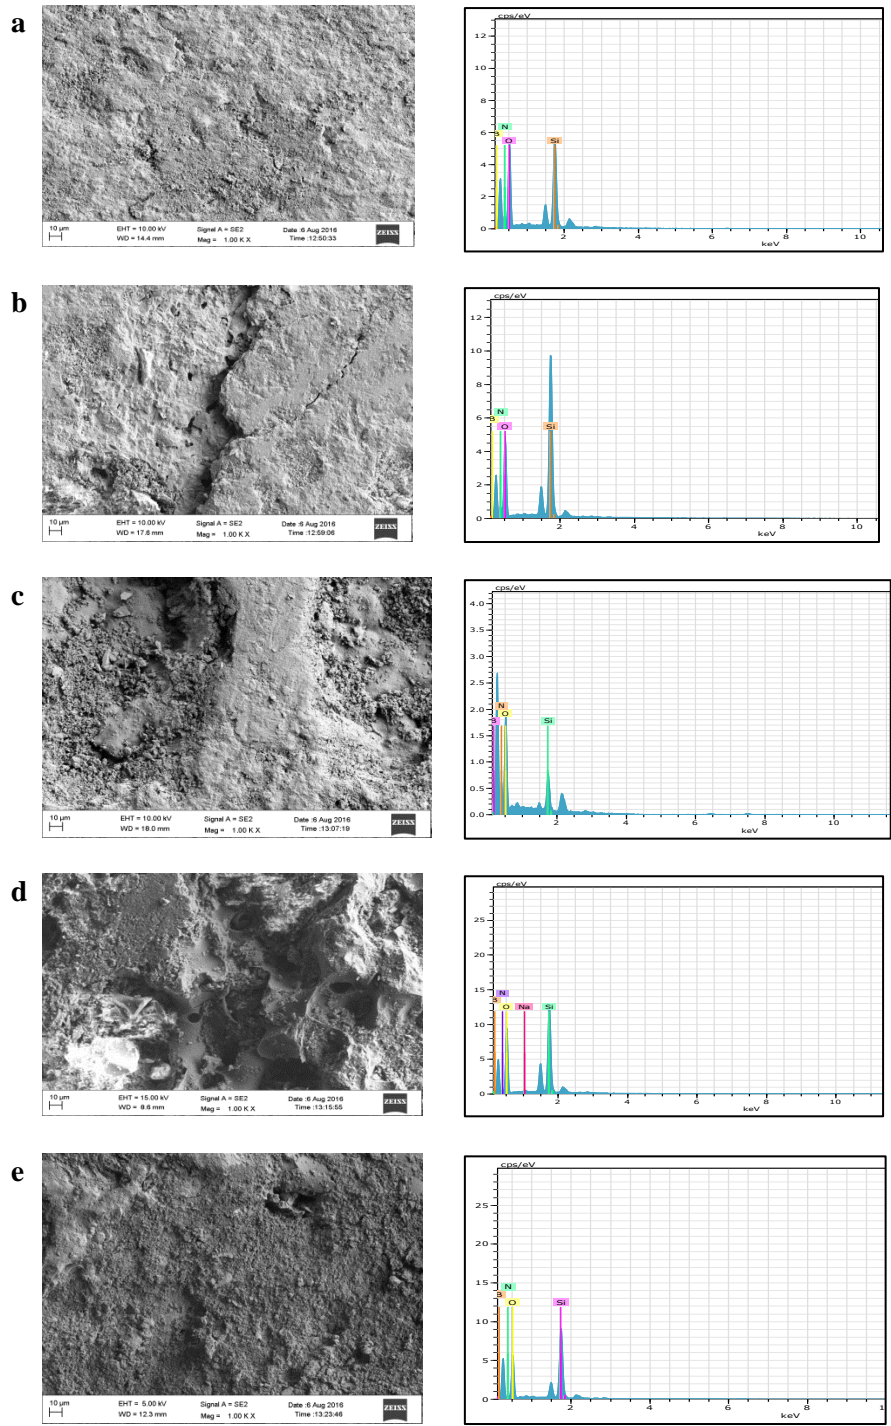 a
10 µm
EHT = 10.00 kV
WD = 14.4 mm
Signal A = SE2
Mag = 1.00 K X
Date :6 Aug 2016
Time :12:50:33
ZEISS
cps/eV
12
10
8
6
4
2
0
B
N
O
Si
2
4
6
8
10
keV
b
10 µm
EHT = 10.00 kV
WD = 17.6 mm
Signal A = SE2
Mag = 1.00 K X
Date :6 Aug 2016
Time :12:59:06
ZEISS
cps/eV
12
10
8
6
4
2
0
B
N
O
Si
2
4
6
8
10
keV
c
10 µm
EHT = 10.00 kV
WD = 18.0 mm
Signal A = SE2
Mag = 1.00 K X
Date :6 Aug 2016
Time :13:07:19
ZEISS
cps/eV
4.0
3.5
3.0
2.5
2.0
1.5
1.0
0.5
0.0
B
N
O
Si
2
4
6
8
10
keV
d
10 µm
EHT = 15.00 kV
WD = 8.6 mm
Signal A = SE2
Mag = 1.00 K X
Date :6 Aug 2016
Time :13:15:55
ZEISS
cps/eV
25
20
15
10
5
0
B
N
O
Na
Si
2
4
6
8
10
keV
e
10 µm
EHT = 5.00 kV
WD = 12.3 mm
Signal A = SE2
Mag = 1.00 K X
Date :6 Aug 2016
Time :13:23:46
ZEISS
cps/eV
25
20
15
10
5
0
B
N
O
Si
2
4
6
8
keV